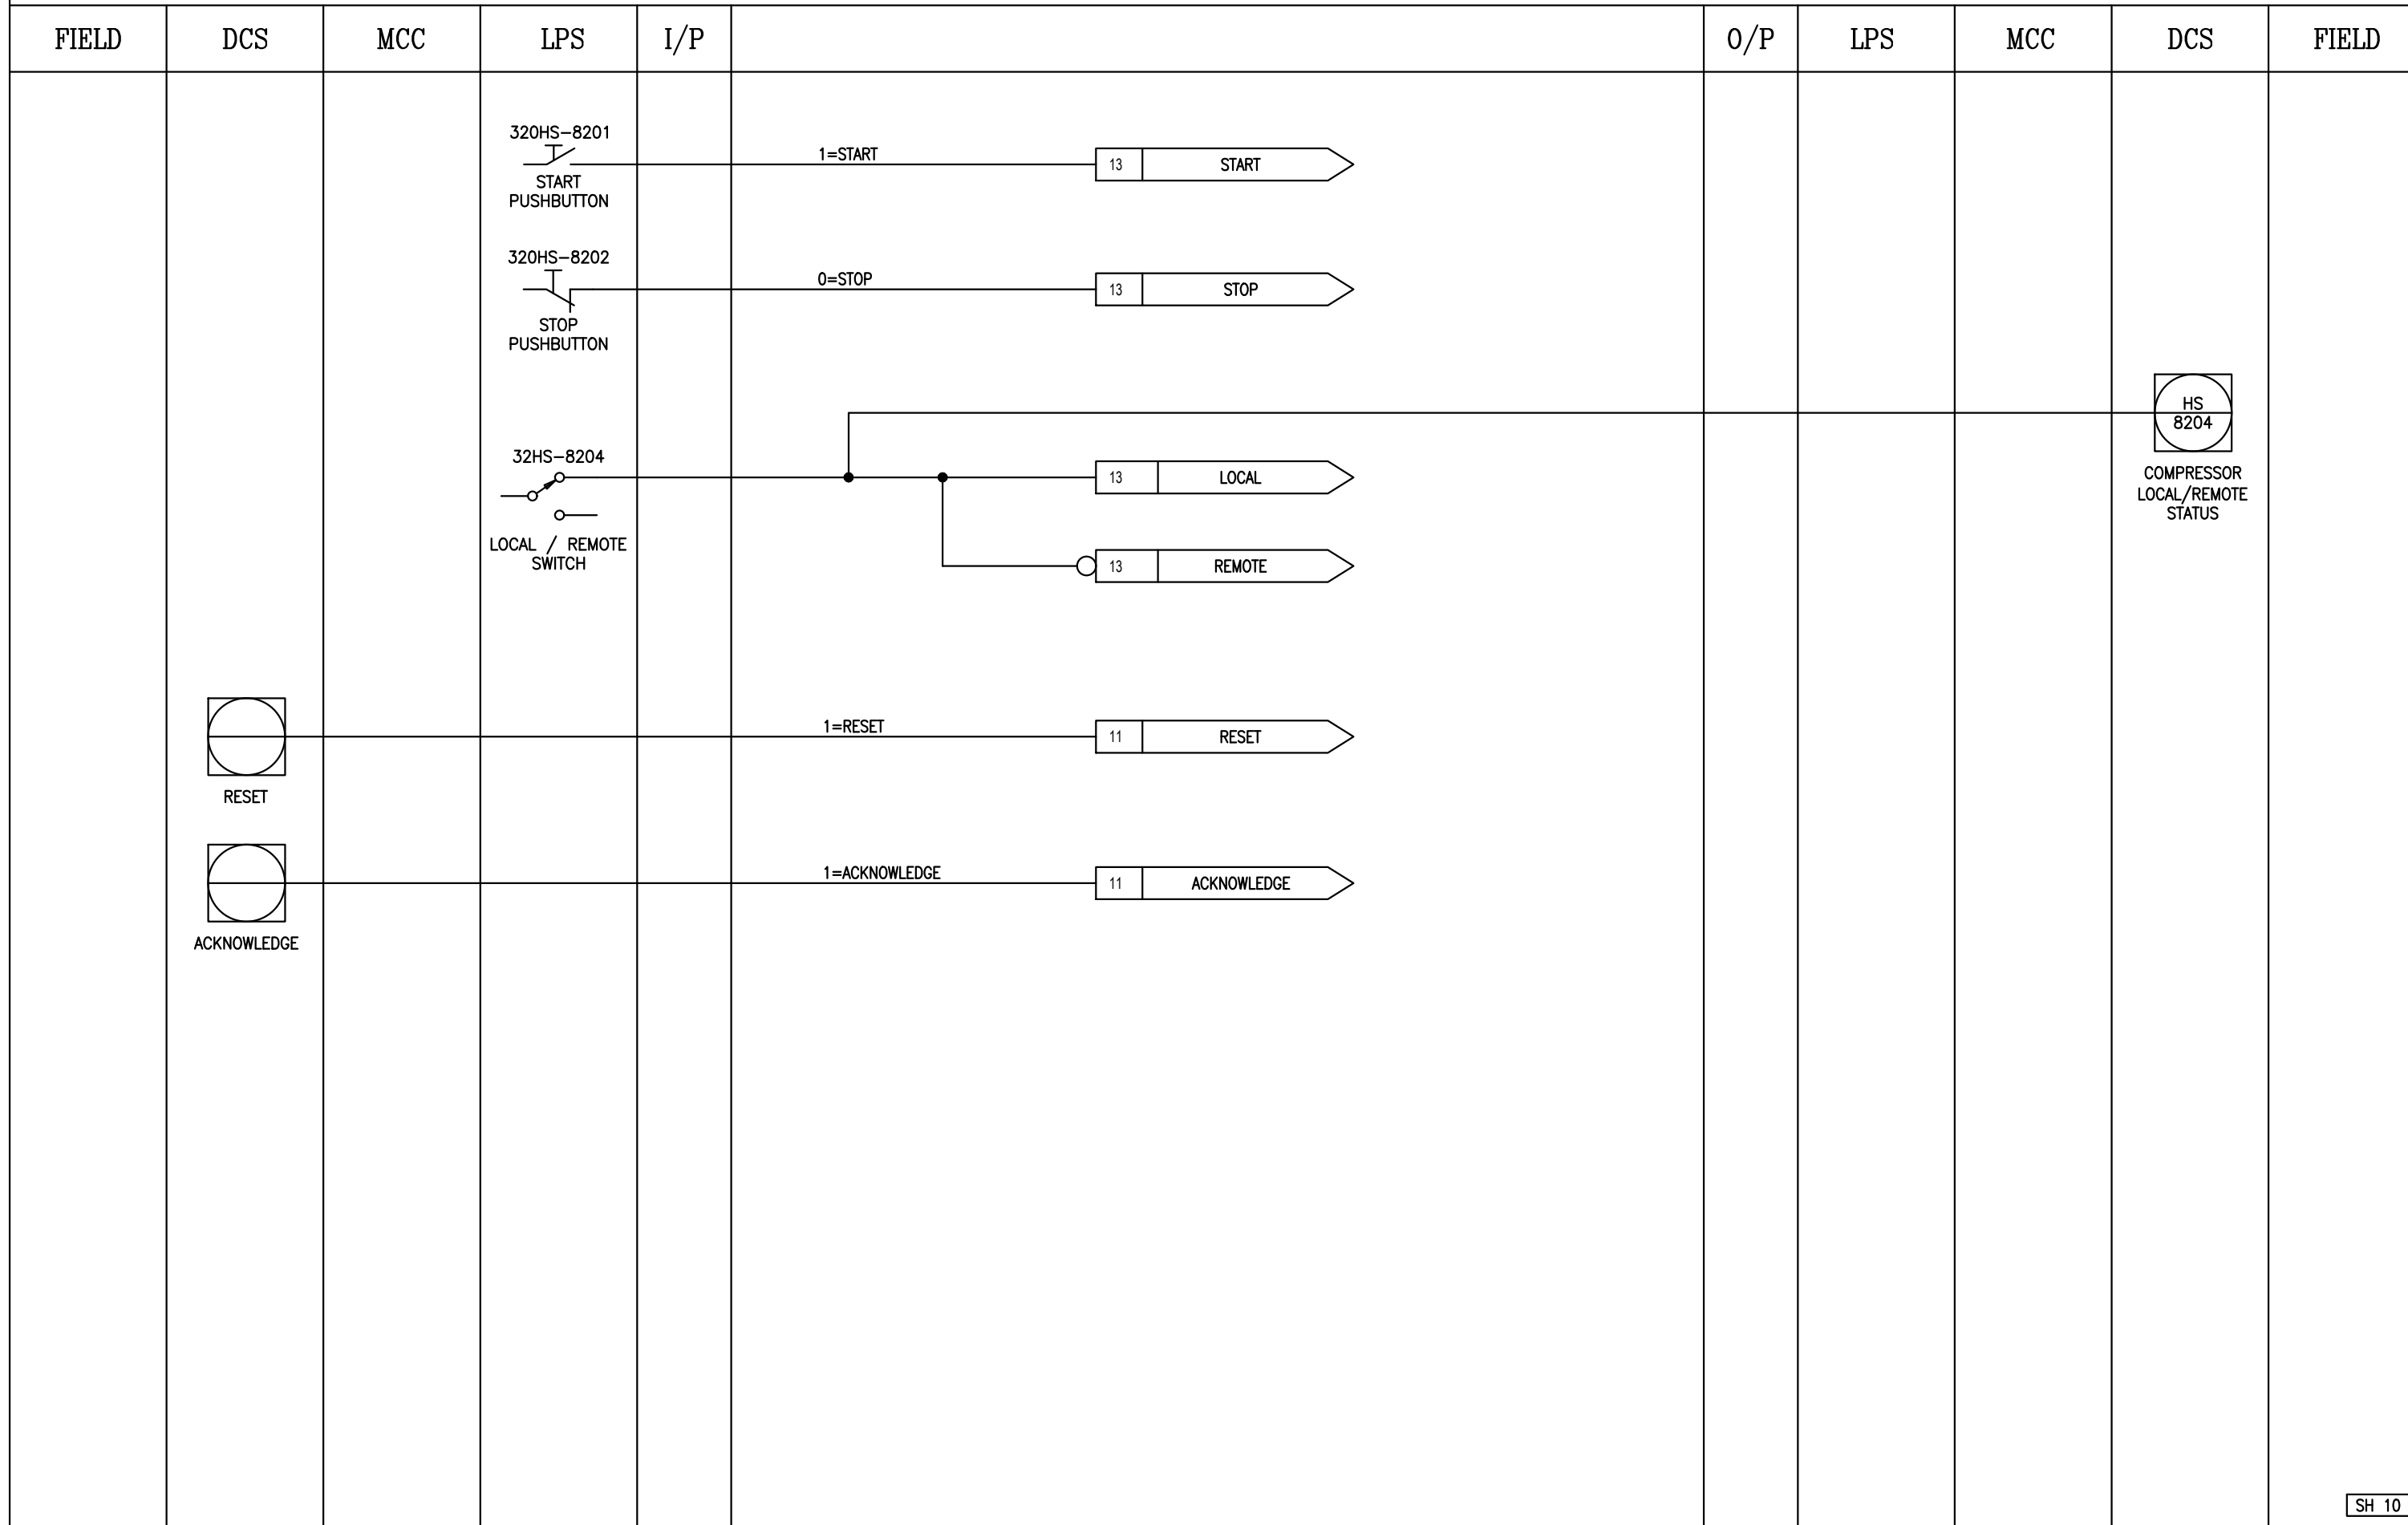 FIELD DCS MCC LPS I/P O/P LPS MCC DCS FIELD
320HS-8201
1=START
13 START
START
PUSHBUTTON
320HS-8202
0=STOP
13 STOP
STOP
PUSHBUTTON
HS
8204
COMPRESSOR
LOCAL/REMOTE
STATUS
32HS-8204
13 LOCAL
LOCAL / REMOTE
SWITCH
13 REMOTE
1=RESET
11 RESET
RESET
1=ACKNOWLEDGE
11 ACKNOWLEDGE
ACKNOWLEDGE
SH 10